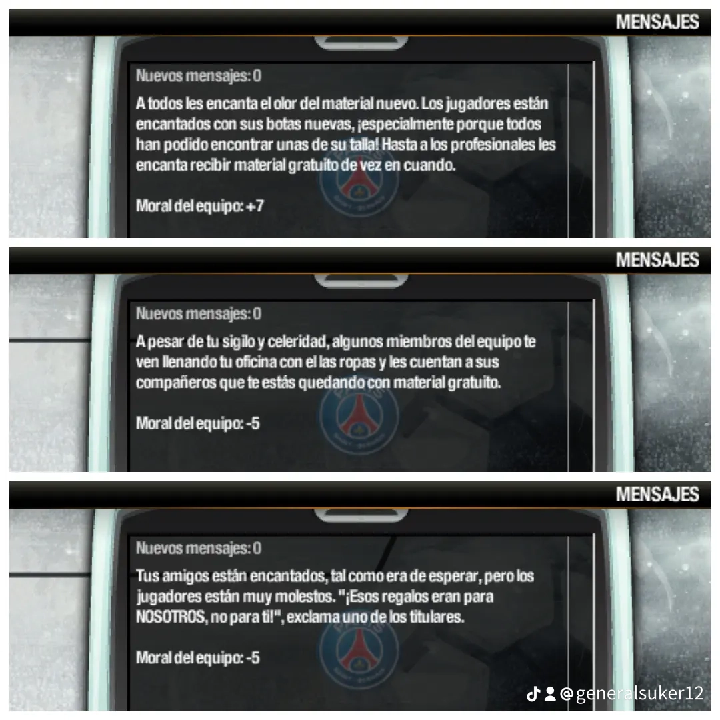 MENSAJES
Nuevos mensajes: 0
A todos les encanta el olor del material nuevo. Los jugadores están
encantados con sus botas nuevas, ¡especialmente porque todos
han podido encontrar unas de su talla! Hasta a los profesionales les
encanta recibir material gratuito de vez en cuando.
Moral del equipo: +7
MENSAJES
Nuevos mensajes: 0
A pesar de tu sigilo y celeridad, algunos miembros del equipo te
ven llenando tu oficina con el las ropas y les cuentan a sus
compañeros que te estás quedando con material gratuito.
Moral del equipo: -5
MENSAJES
Nuevos mensajes: 0
Tus amigos están encantados, tal como era de esperar, pero los
jugadores están muy molestos. "¡Esos regalos eran para
NOSOTROS, no para ti!", exclama uno de los titulares.
Moral del equipo: -5
@generalsuker12